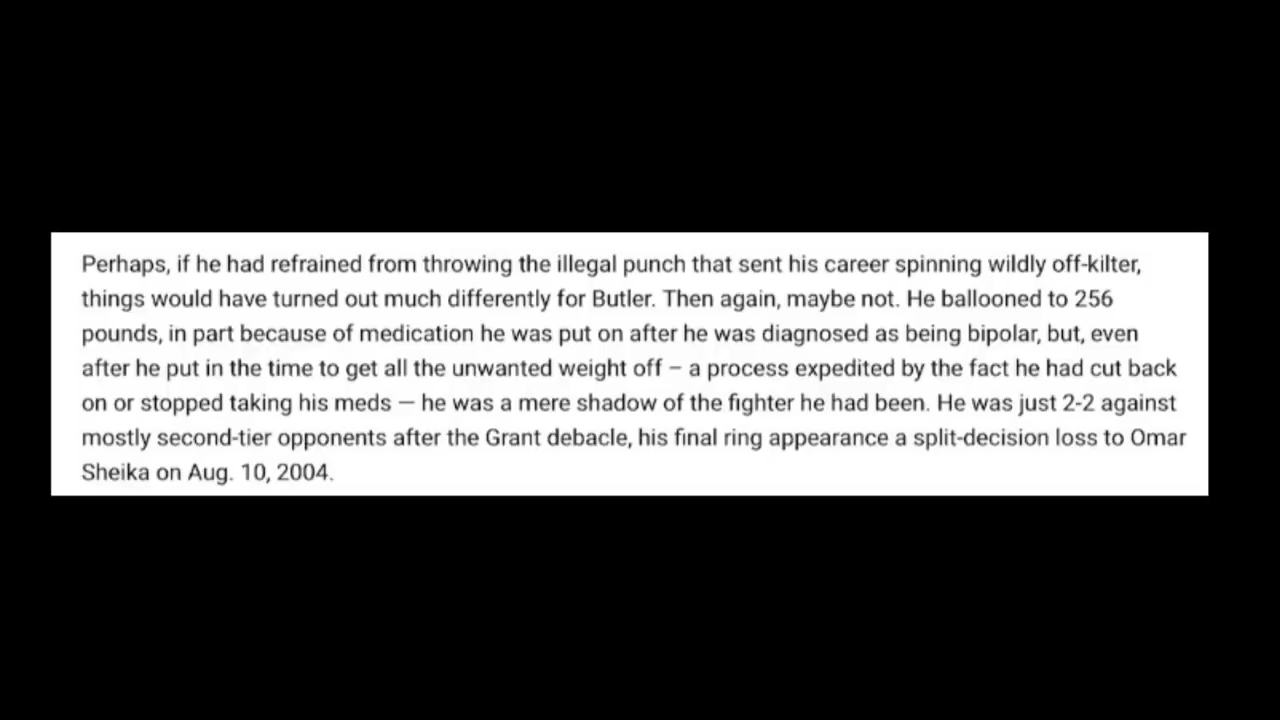 Perhaps, if he had refrained from throwing the illegal punch that sent his career spinning wildly off-kilter,
things would have turned out much differently for Butler. Then again, maybe not. He ballooned to 256
pounds, in part because of medication he was put on after he was diagnosed as being bipolar, but, even
after he put in the time to get all the unwanted weight off – a process expedited by the fact he had cut back
on or stopped taking his meds — he was a mere shadow of the fighter he had been. He was just 2-2 against
mostly second-tier opponents after the Grant debacle, his final ring appearance a split-decision loss to Omar
Sheika on Aug. 10, 2004.